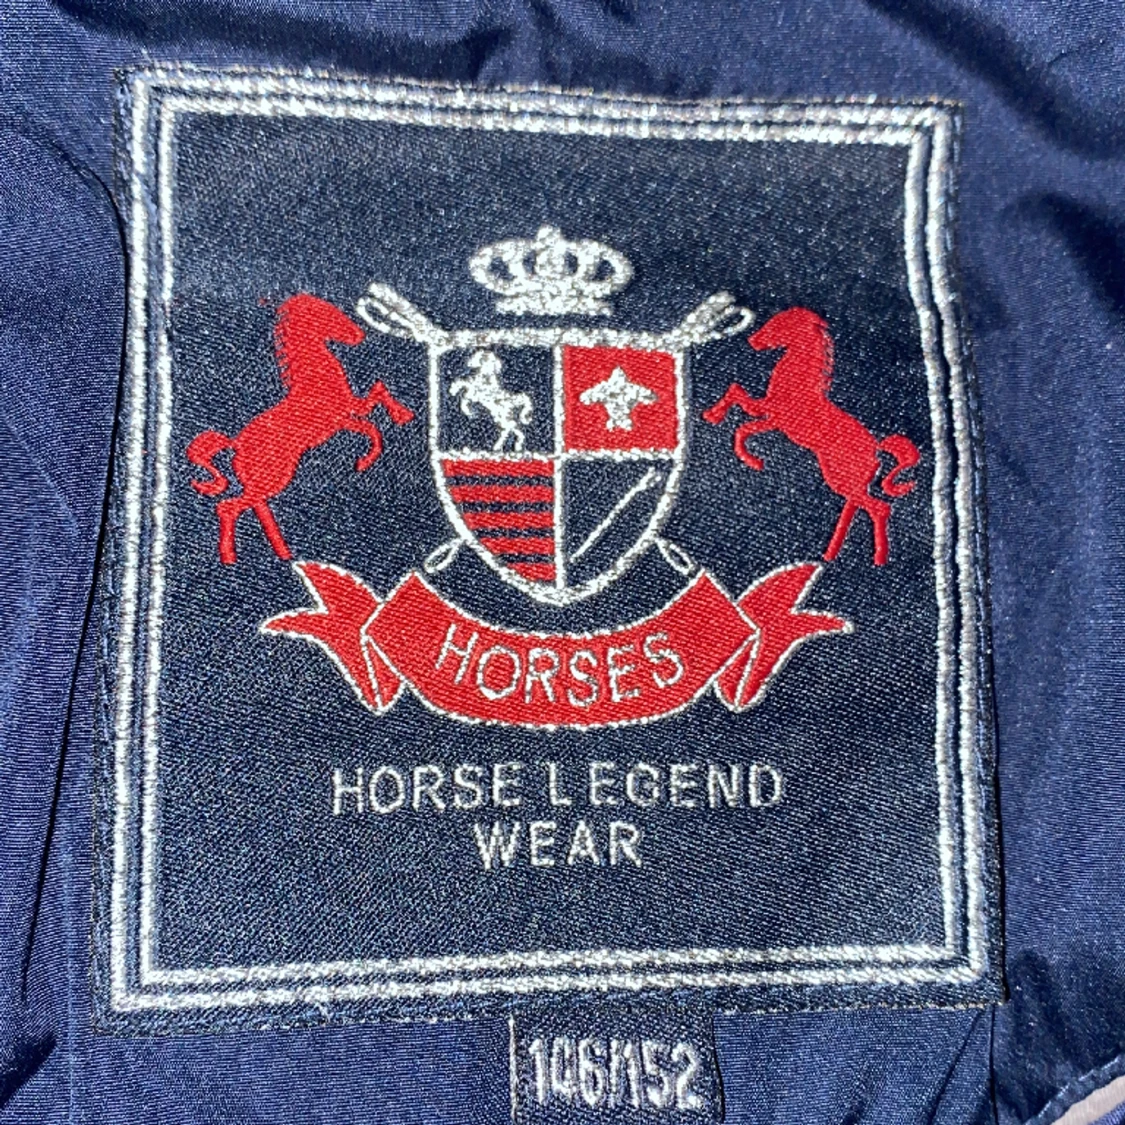 HORSES
HORSE LEGEND
WEAR
146/152